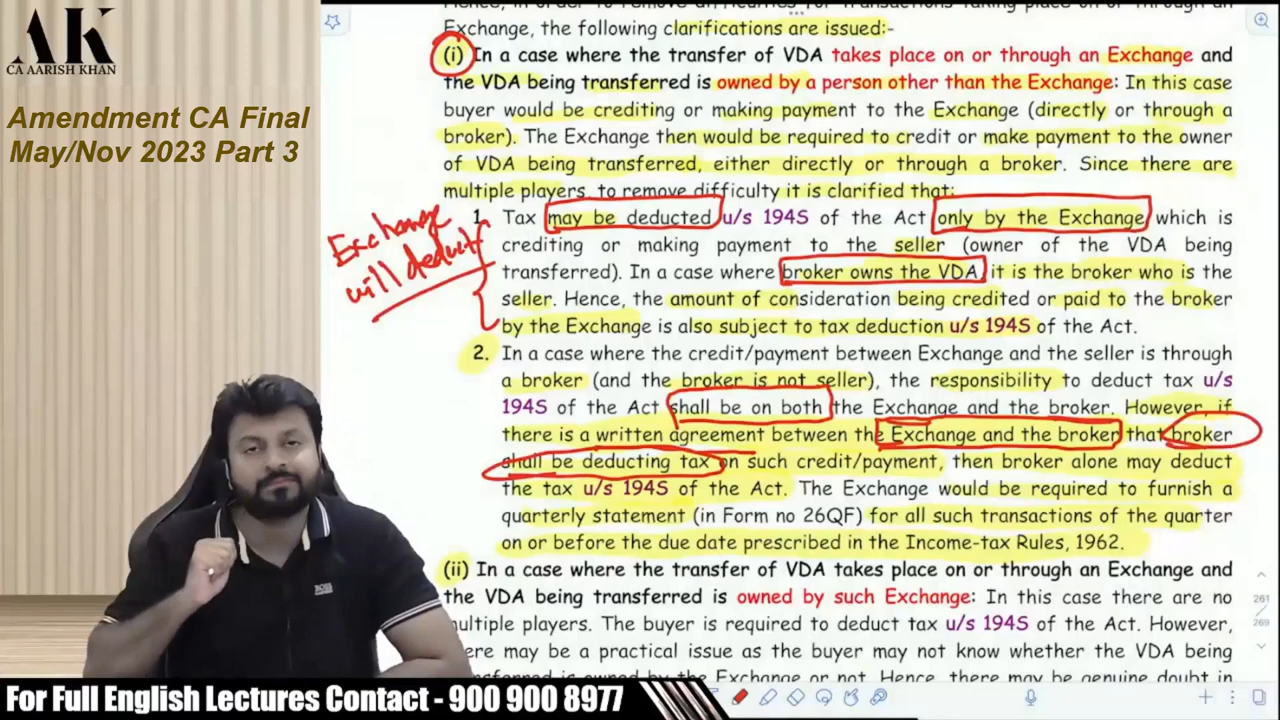 AK
CA AARISH KHAN
Amendment CA Final
May/Nov 2023 Part 3
Exchange, the following clarifications are issued:-
(i) In a case where the transfer of VDA takes place on or through an Exchange and
the VDA being transferred is owned by a person other than the Exchange: In this case
buyer would be crediting or making payment to the Exchange (directly or through a
broker). The Exchange then would be required to credit or make payment to the owner
of VDA being transferred, either directly or through a broker. Since there are
multiple players, to remove difficulty it is clarified that:
1. Tax may be deducted u/s 194S of the Act only by the Exchange which is
crediting or making payment to the seller (owner of the VDA being
transferred). In a case where broker owns the VDA, it is the broker who is the
seller. Hence, the amount of consideration being credited or paid to the broker
by the Exchange is also subject to tax deduction u/s 194S of the Act.
Exchange
will deduct
2. In a case where the credit/payment between Exchange and the seller is through
a broker (and the broker is not seller), the responsibility to deduct tax u/s
194S of the Act shall be on both the Exchange and the broker. However, if
there is a written agreement between the Exchange and the broker that broker
shall be deducting tax on such credit/payment, then broker alone may deduct
the tax u/s 194S of the Act. The Exchange would be required to furnish a
quarterly statement (in Form no 26QF) for all such transactions of the quarter
on or before the due date prescribed in the Income-tax Rules, 1962.
(ii) In a case where the transfer of VDA takes place on or through an Exchange and
the VDA being transferred is owned by such Exchange: In this case there are no
multiple players. The buyer is required to deduct tax u/s 194S of the Act. However,
there may be a practical issue as the buyer may not know whether the VDA being
the Exchange or not. Hence, there may be genuine doubt in
261
269
BOSS
For Full English Lectures Contact - 900 900 8977